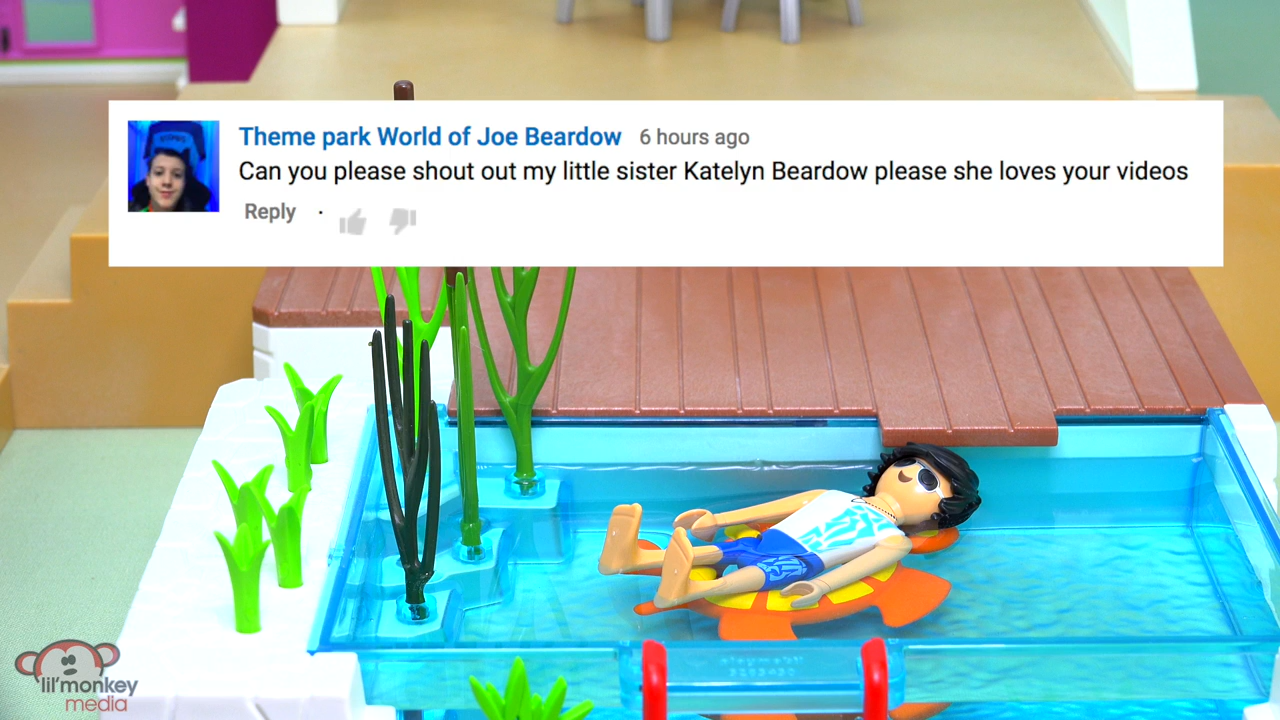 Theme park World of Joe Beardow 6 hours ago
Can you please shout out my little sister Katelyn Beardow please she loves your videos
Reply ·
lil'monkey
media